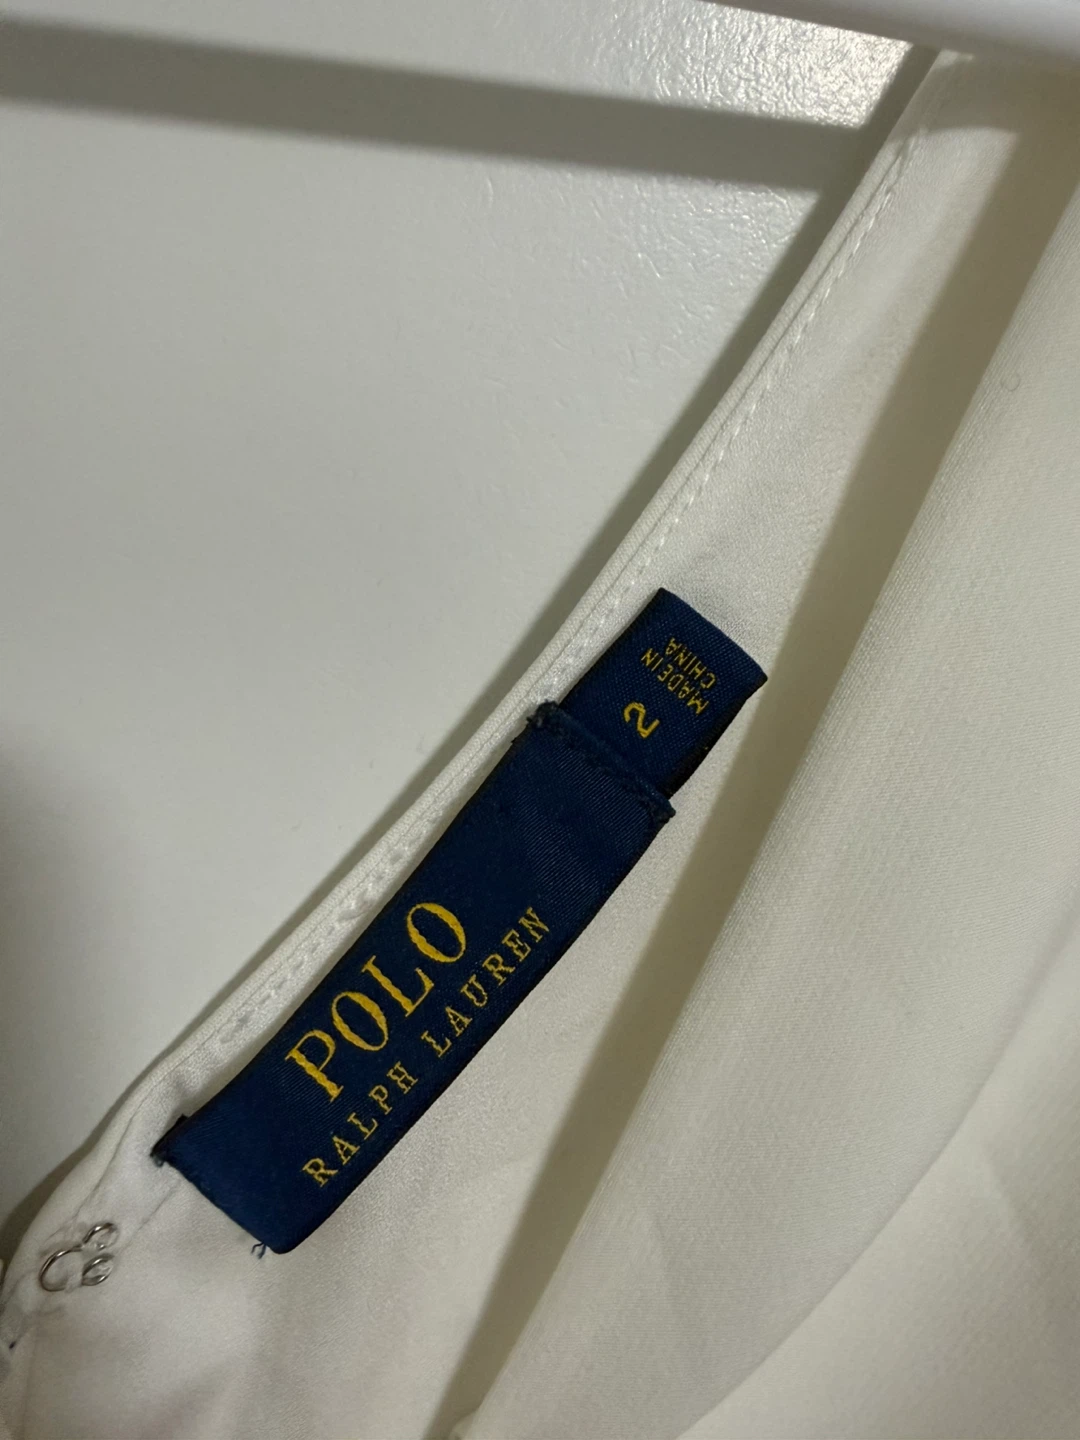 POLO
RALPH LAUREN
2
MADE IN
CHINA